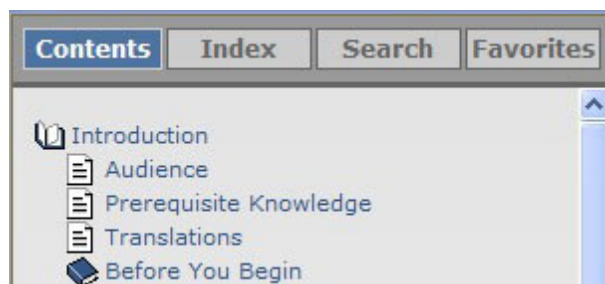 Contents Index Search Favorites
Introduction
Audience
Prerequisite Knowledge
Translations
Before You Begin